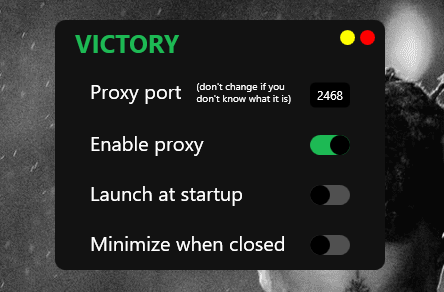 VICTORY
Proxy port
(don't change if you
don't know what it is)
2468
Enable proxy
Launch at startup
Minimize when closed